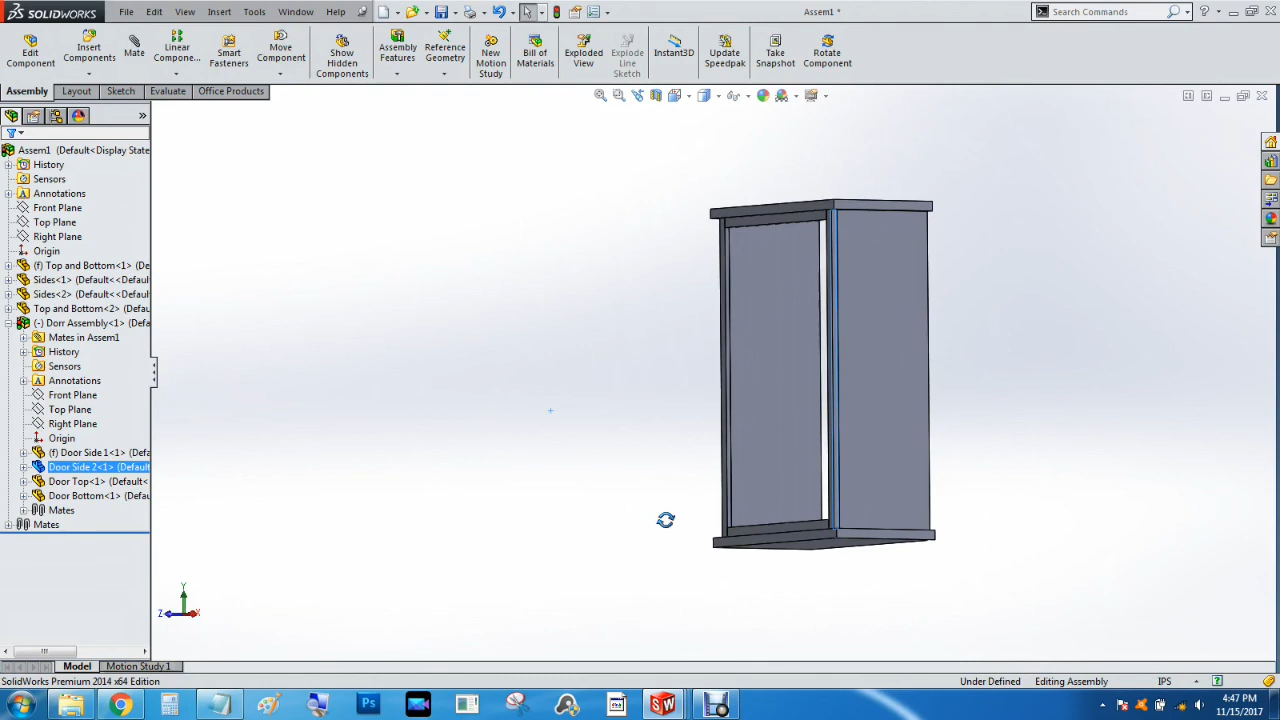 SOLIDWORKS File Edit View Insert Tools Window Help Assem1 * Search Commands
Edit Component
Insert Components
Mate
Linear Compone...
Smart Fasteners
Move Component
Show Hidden Components
Assembly Features
Reference Geometry
New Motion Study
Bill of Materials
Exploded View
Explode Line Sketch
Instant3D
Update Speedpak
Take Snapshot
Rotate Component
Assembly Layout Sketch Evaluate Office Products
Assem1 (Default<Display State
History
Sensors
Annotations
Front Plane
Top Plane
Right Plane
Origin
(f) Top and Bottom<1> (De
Sides<1> (Default<<Default
Sides<2> (Default<<Default
Top and Bottom<2> (Defaul
(-) Dorr Assembly<1> (Defa
Mates in Assem1
History
Sensors
Annotations
Front Plane
Top Plane
Right Plane
Origin
(f) Door Side 1<1> (Defa
Door Side 2<1> (Default
Door Top<1> (Default<
Door Bottom<1> (Defau
Mates
Mates
Y
Z X
Model Motion Study 1
SolidWorks Premium 2014 x64 Edition Under Defined Editing Assembly IPS
4:47 PM
11/15/2017